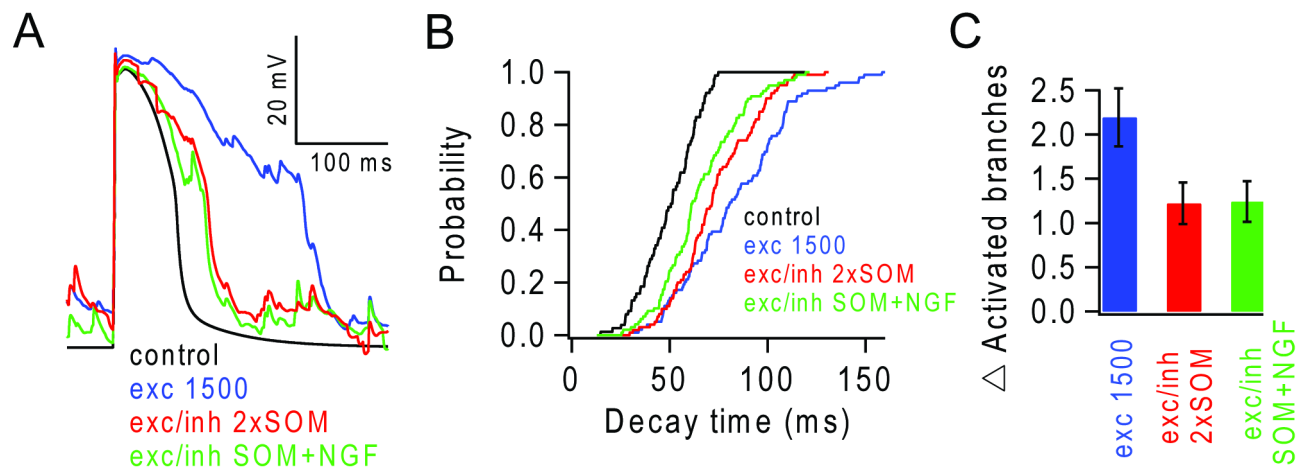 A
20 mV
100 ms
control
exc 1500
exc/inh 2xSOM
exc/inh SOM+NGF
B
Probability
1.0
0.8
0.6
0.4
0.2
0.0
control
exc 1500
exc/inh 2xSOM
exc/inh SOM+NGF
0 50 100 150
Decay time (ms)
C
△ Activated branches
2.5
2.0
1.5
1.0
0.5
0.0
exc 1500
exc/inh
2xSOM
exc/inh
SOM+NGF